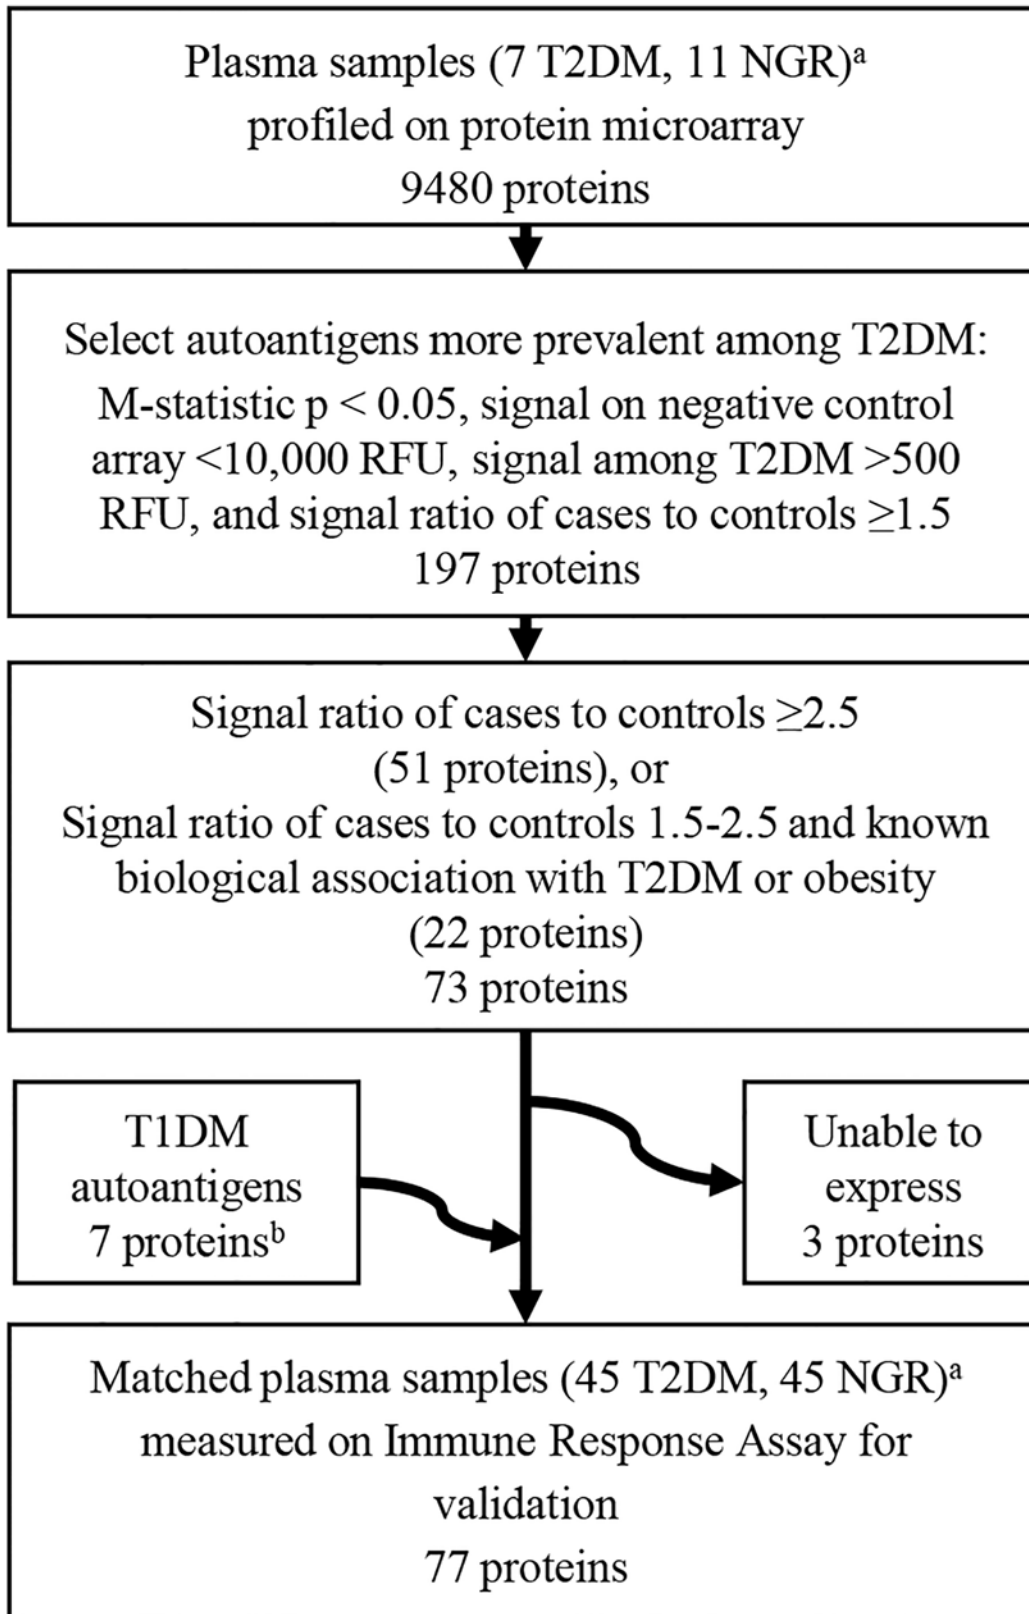 Plasma samples (7 T2DM, 11 NGR)ᵃ
profiled on protein microarray
9480 proteins
Select autoantigens more prevalent among T2DM:
M-statistic p < 0.05, signal on negative control
array <10,000 RFU, signal among T2DM >500
RFU, and signal ratio of cases to controls ≥1.5
197 proteins
Signal ratio of cases to controls ≥2.5
(51 proteins), or
Signal ratio of cases to controls 1.5-2.5 and known
biological association with T2DM or obesity
(22 proteins)
73 proteins
T1DM
autoantigens
7 proteinsᵇ
Unable to
express
3 proteins
Matched plasma samples (45 T2DM, 45 NGR)ᵃ
measured on Immune Response Assay for
validation
77 proteins